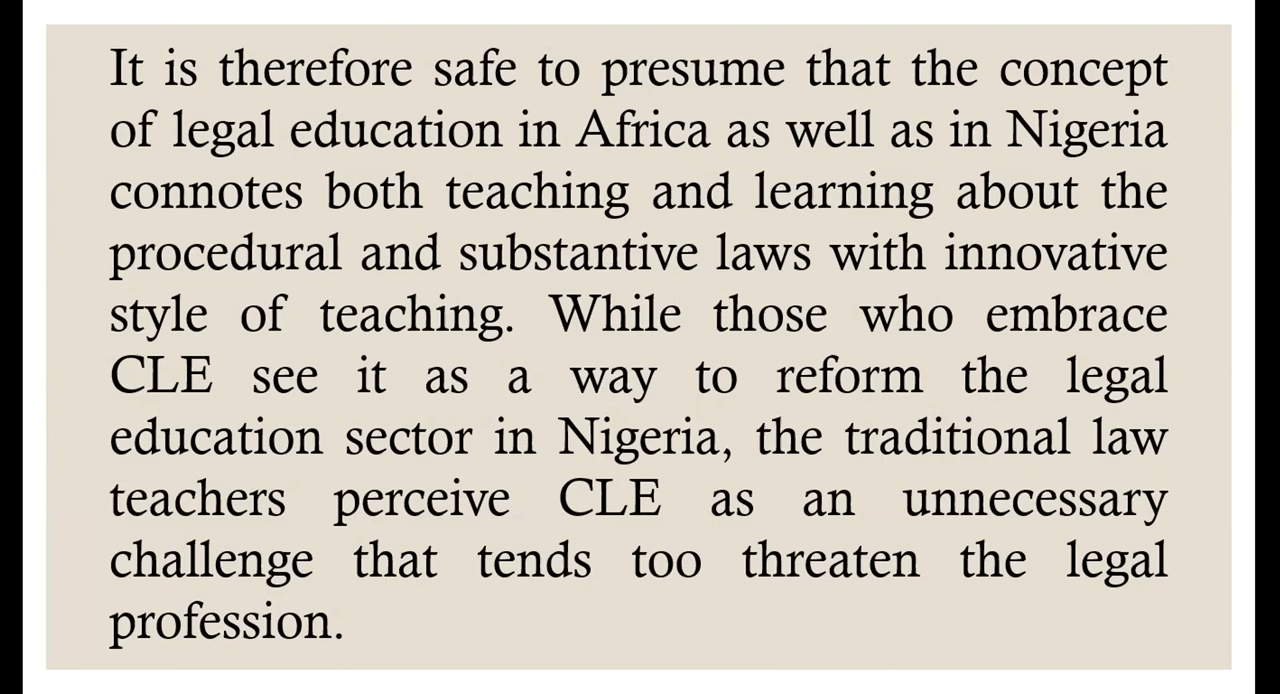 It is therefore safe to presume that the concept
of legal education in Africa as well as in Nigeria
connotes both teaching and learning about the
procedural and substantive laws with innovative
style of teaching. While those who embrace
CLE see it as a way to reform the legal
education sector in Nigeria, the traditional law
teachers perceive CLE as an unnecessary
challenge that tends too threaten the legal
profession.